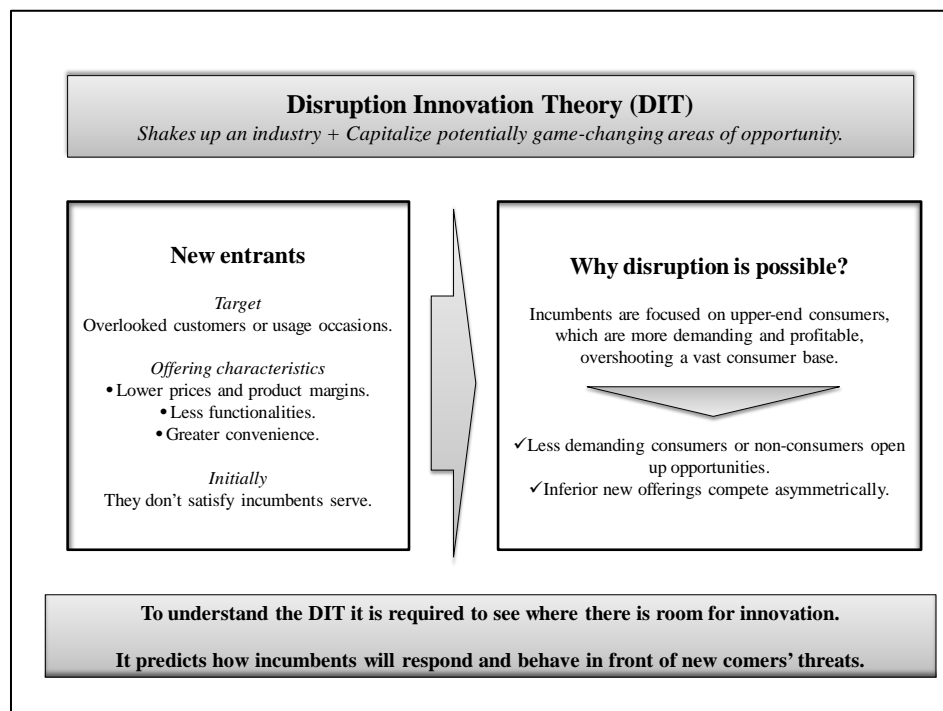 Disruption Innovation Theory (DIT)
Shakes up an industry + Capitalize potentially game-changing areas of opportunity.
New entrants
Target
Overlooked customers or usage occasions.
Offering characteristics
• Lower prices and product margins.
• Less functionalities.
• Greater convenience.
Initially
They don’t satisfy incumbents serve.
Why disruption is possible?
Incumbents are focused on upper-end consumers,
which are more demanding and profitable,
overshooting a vast consumer base.
✓Less demanding consumers or non-consumers open
up opportunities.
✓Inferior new offerings compete asymmetrically.
To understand the DIT it is required to see where there is room for innovation.
It predicts how incumbents will respond and behave in front of new comers’ threats.